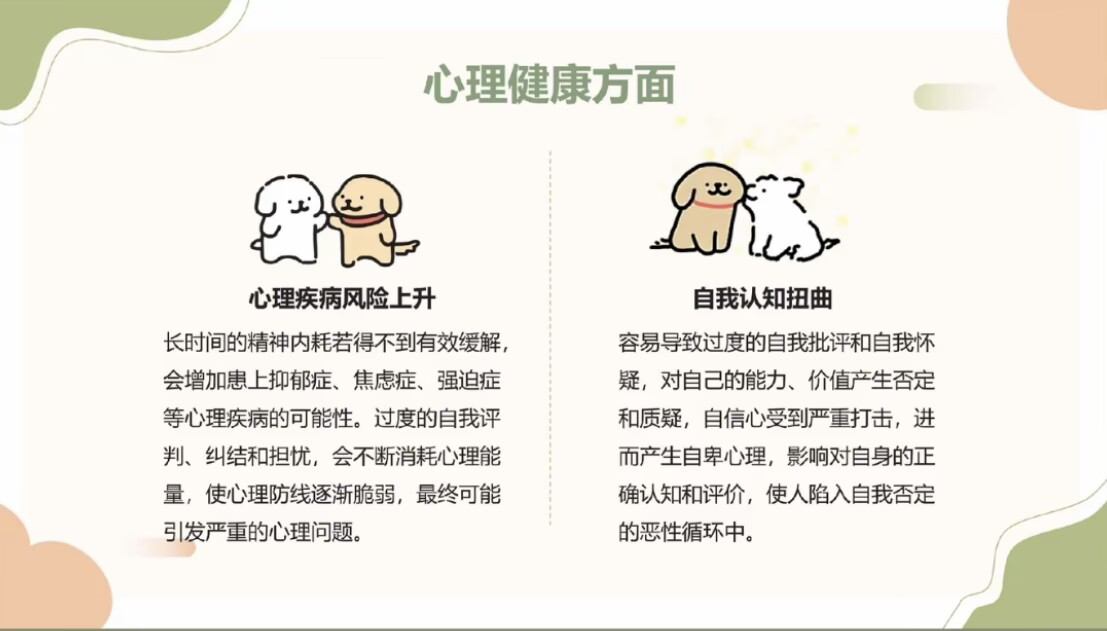 心理健康方面
心理疾病风险上升
长时间的精神内耗若得不到有效缓解，
会增加患上抑郁症、焦虑症、强迫症
等心理疾病的可能性。过度的自我评
判、纠结和担忧，会不断消耗心理能
量，使心理防线逐渐脆弱，最终可能
引发严重的心理问题。
自我认知扭曲
容易导致过度的自我批评和自我怀
疑，对自己的能力、价值产生否定
和质疑，自信心受到严重打击，进
而产生自卑心理，影响对自身的正
确认知和评价，使人陷入自我否定
的恶性循环中。